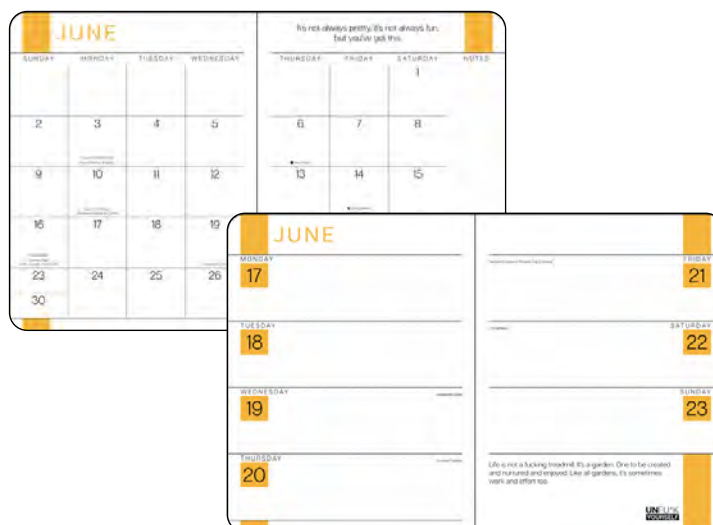 JUNE
It's not always pretty, it's not always fun,
but you've got this.
SUNDAY MONDAY TUESDAY WEDNESDAY THURSDAY FRIDAY SATURDAY NOTES
1
2 3 4 5 6 7 8
9 10 11 12 13 14 15
16 17 18 19
23 24 25 26
30
JUNE
MONDAY
17
TUESDAY
18
WEDNESDAY
19
THURSDAY
20
FRIDAY
21
SATURDAY
22
SUNDAY
23
Life is not a fucking treadmill. It's a garden. One to be created
and nurtured and enjoyed. Like all gardens, it's sometimes
work and effort too.
UNFU*K
YOURSELF